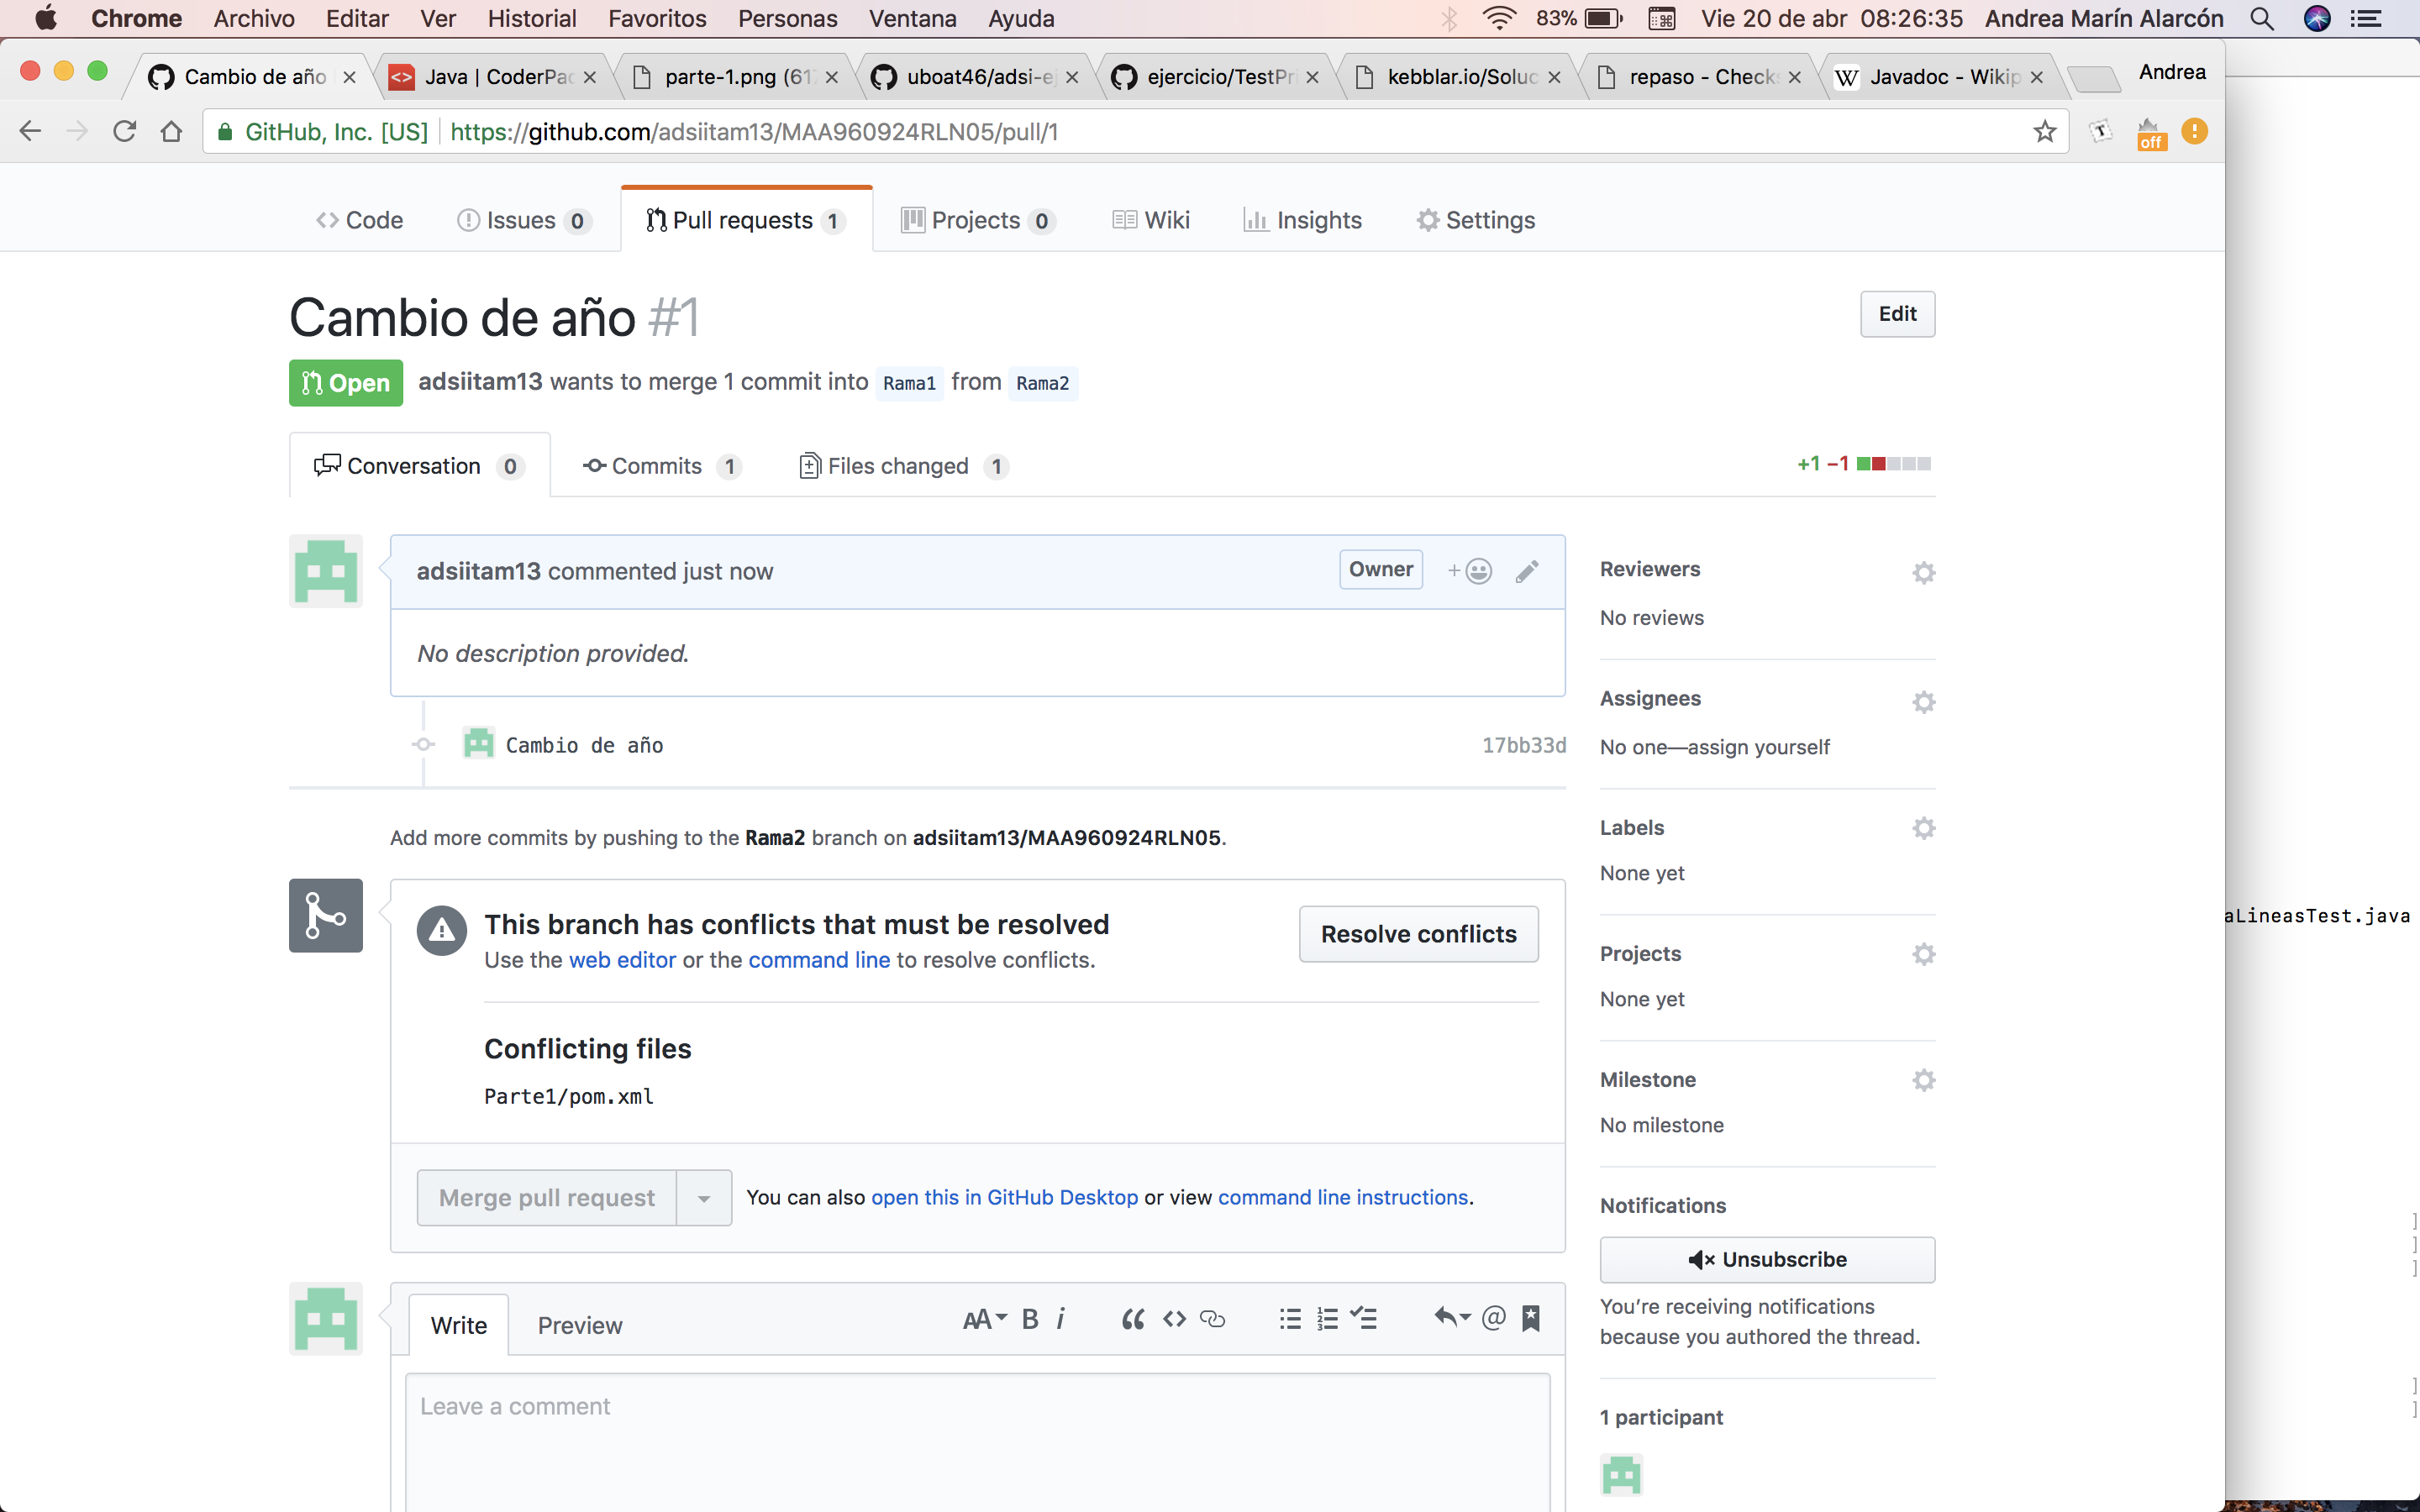 Chrome Archivo Editar Ver Historial Favoritos Personas Ventana Ayuda 83% Vie 20 de abr 08:26:35 Andrea Marín Alarcón
Cambio de año Java | CoderPac parte-1.png (61 uboat46/adsi-ej ejercicio/TestPri kebblar.io/Soluc repaso - Checks Javadoc - Wikip Andrea
GitHub, Inc. [US] https://github.com/adsiitam13/MAA960924RLN05/pull/1 off
Code Issues 0 Pull requests 1 Projects 0 Wiki Insights Settings
Cambio de año #1 Edit
Open adsiitam13 wants to merge 1 commit into Rama1 from Rama2
Conversation 0 Commits 1 Files changed 1 +1 −1
adsiitam13 commented just now Owner
No description provided.
Cambio de año 17bb33d
Add more commits by pushing to the Rama2 branch on adsiitam13/MAA960924RLN05.
This branch has conflicts that must be resolved
Use the web editor or the command line to resolve conflicts.
Resolve conflicts
Conflicting files
Parte1/pom.xml
Merge pull request You can also open this in GitHub Desktop or view command line instructions.
Write Preview
Leave a comment
Reviewers
No reviews
Assignees
No one—assign yourself
Labels
None yet
Projects
None yet
Milestone
No milestone
Notifications
Unsubscribe
You’re receiving notifications
because you authored the thread.
1 participant
aLineasTest.java
]
]
]
]
]